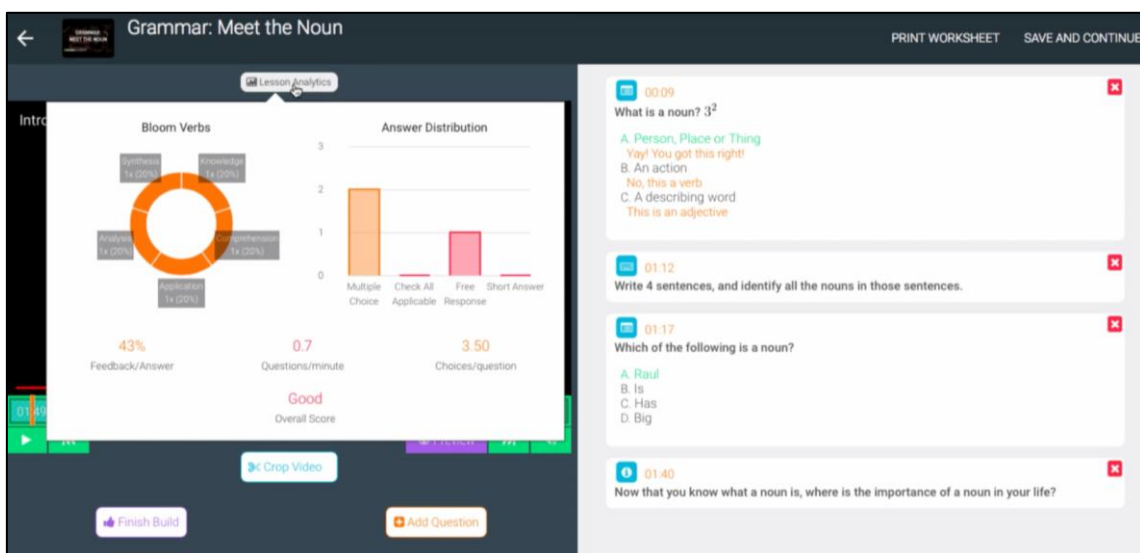 Grammar: Meet the Noun
PRINT WORKSHEET
SAVE AND CONTINUE
Lesson Analytics
Bloom Verbs
Synthesis
1x (20%)
Knowledge
1x (20%)
Analysis
1x (20%)
Comprehension
1x (20%)
Application
1x (20%)
Answer Distribution
3
2
1
0
Multiple Choice
Check All Applicable
Free Response
Short Answer
43%
Feedback/Answer
0.7
Questions/minute
3.50
Choices/question
Good
Overall Score
Crop Video
Finish Build
Add Question
00:09
What is a noun? 3²
A. Person, Place or Thing
Yay! You got this right!
B. An action
No, this a verb
C. A describing word
This is an adjective
01:12
Write 4 sentences, and identify all the nouns in those sentences.
01:17
Which of the following is a noun?
A. Raul
B. Is
C. Has
D. Big
01:40
Now that you know what a noun is, where is the importance of a noun in your life?